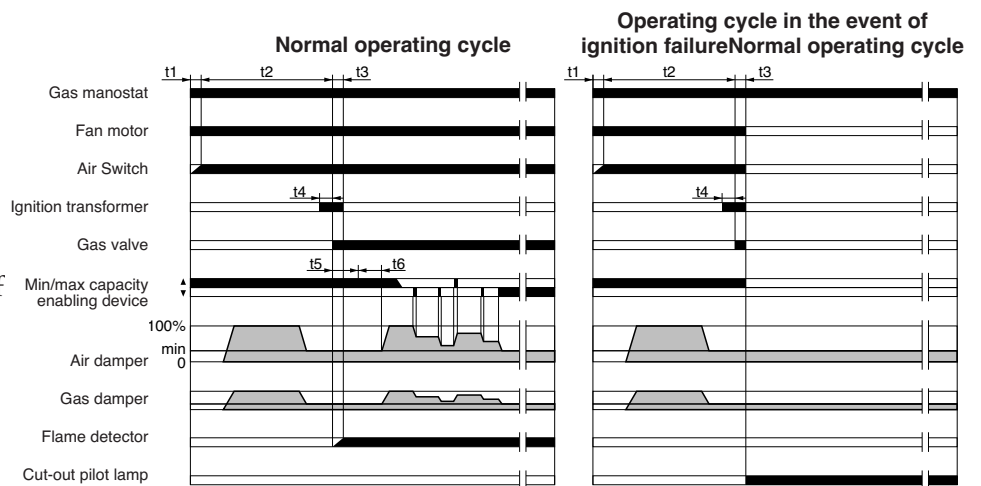 Normal operating cycle
Operating cycle in the event of
ignition failureNormal operating cycle
t1 t2 t3
t1 t2 t3
Gas manostat
Fan motor
Air Switch
t4
t4
Ignition transformer
Gas valve
t5 t6
Min/max capacity
enabling device
100%
min
0
Air damper
Gas damper
Flame detector
Cut-out pilot lamp